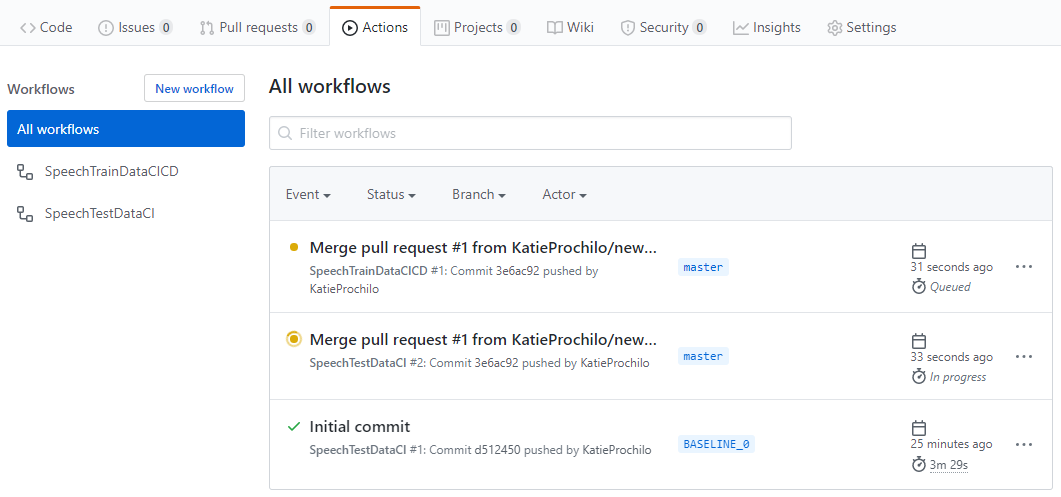 Code Issues 0 Pull requests 0 Actions Projects 0 Wiki Security 0 Insights Settings
Workflows New workflow
All workflows
SpeechTrainDataCICD
SpeechTestDataCI
All workflows
Filter workflows
Event Status Branch Actor
Merge pull request #1 from KatieProchilo/new...
SpeechTrainDataCICD #1: Commit 3e6ac92 pushed by
KatieProchilo
master
31 seconds ago
Queued
Merge pull request #1 from KatieProchilo/new...
SpeechTestDataCI #2: Commit 3e6ac92 pushed by KatieProchilo
master
33 seconds ago
In progress
Initial commit
SpeechTestDataCI #1: Commit d512450 pushed by KatieProchilo
BASELINE_0
25 minutes ago
3m 29s